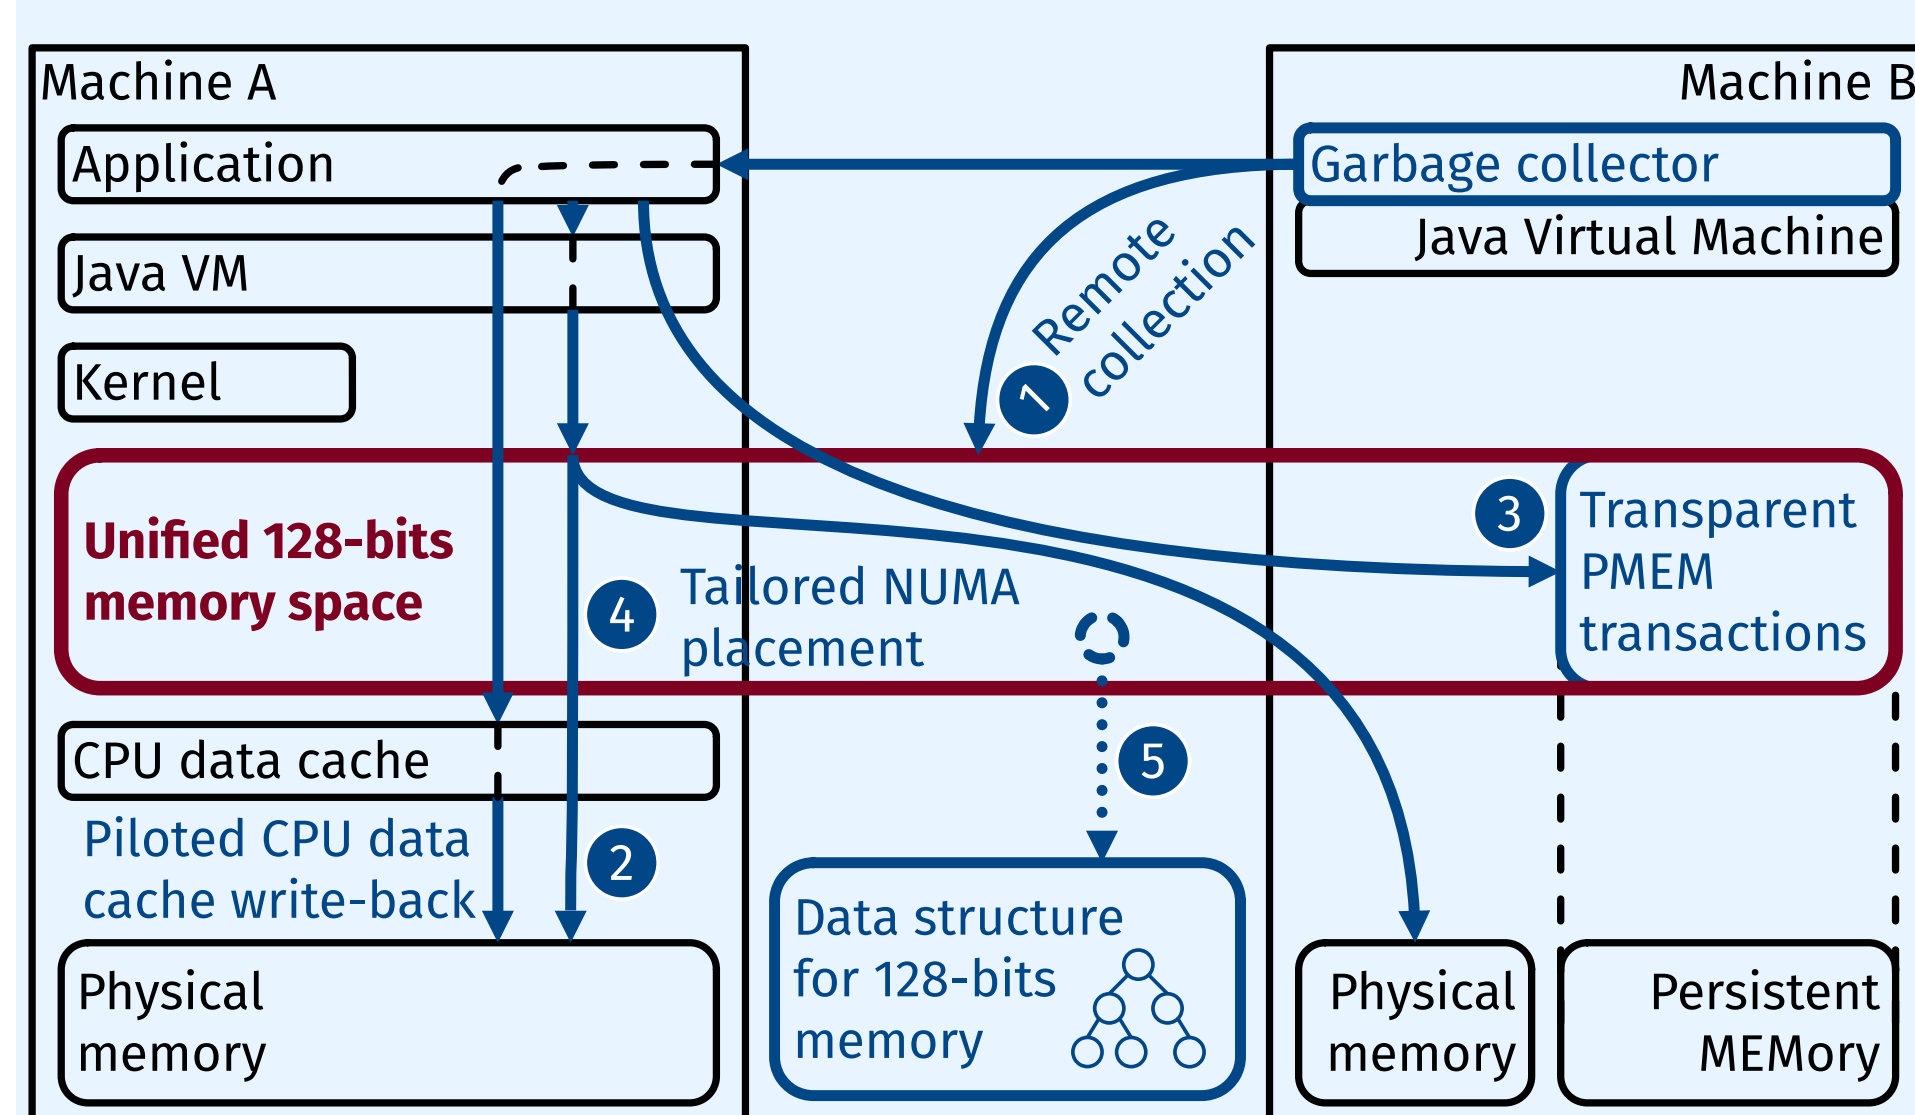 Machine A
Machine B
Application
Garbage collector
Java Virtual Machine
Java VM
Kernel
1
Remote
collection
Unified 128-bits
memory space
3
Transparent
PMEM
transactions
4
Tailored NUMA
placement
CPU data cache
5
Piloted CPU data
cache write-back
2
Physical
memory
Data structure
for 128-bits
memory
Physical
memory
Persistent
MEMory